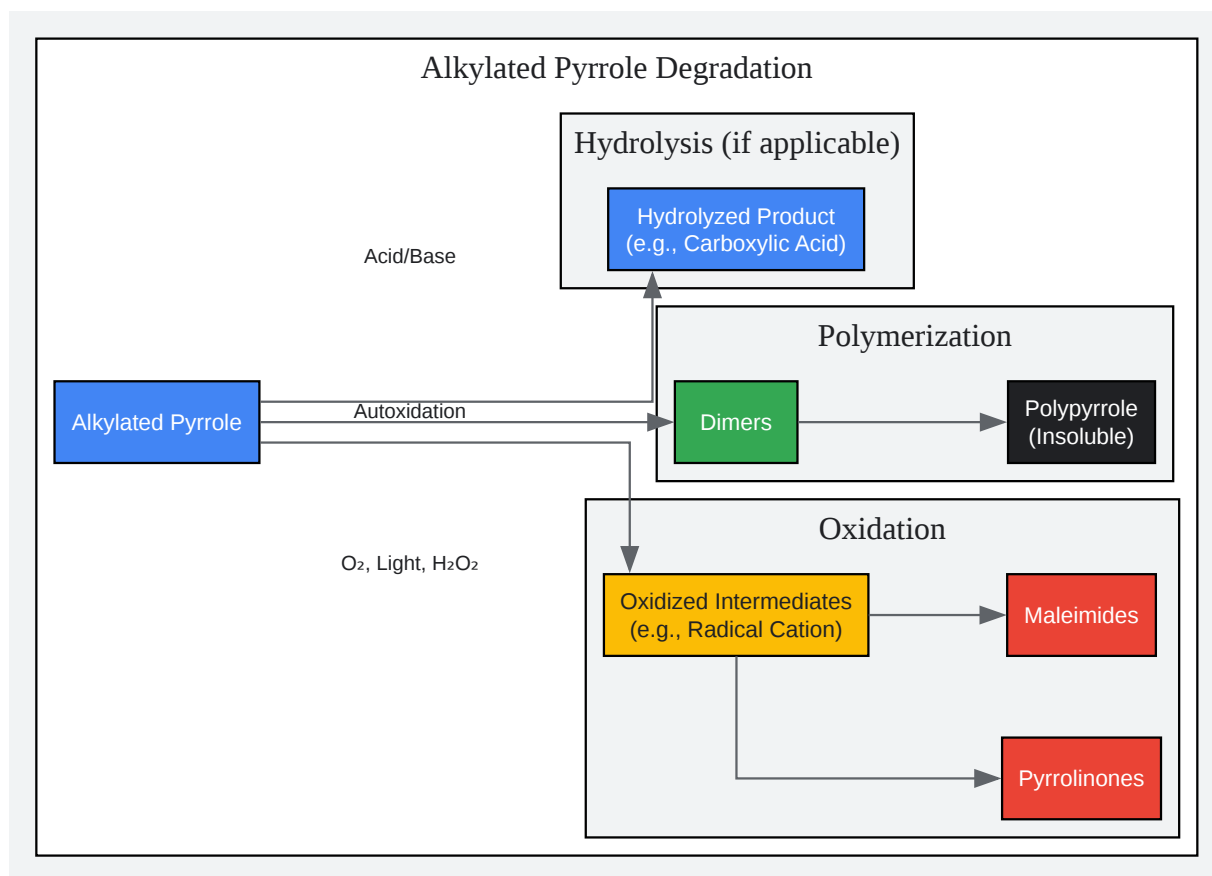 Alkylated Pyrrole Degradation
Hydrolysis (if applicable)
Hydrolyzed Product
(e.g., Carboxylic Acid)
Acid/Base
Polymerization
Alkylated Pyrrole
Autoxidation
Dimers
Polypyrrole
(Insoluble)
Oxidation
O₂, Light, H₂O₂
Oxidized Intermediates
(e.g., Radical Cation)
Maleimides
Pyrrolinones